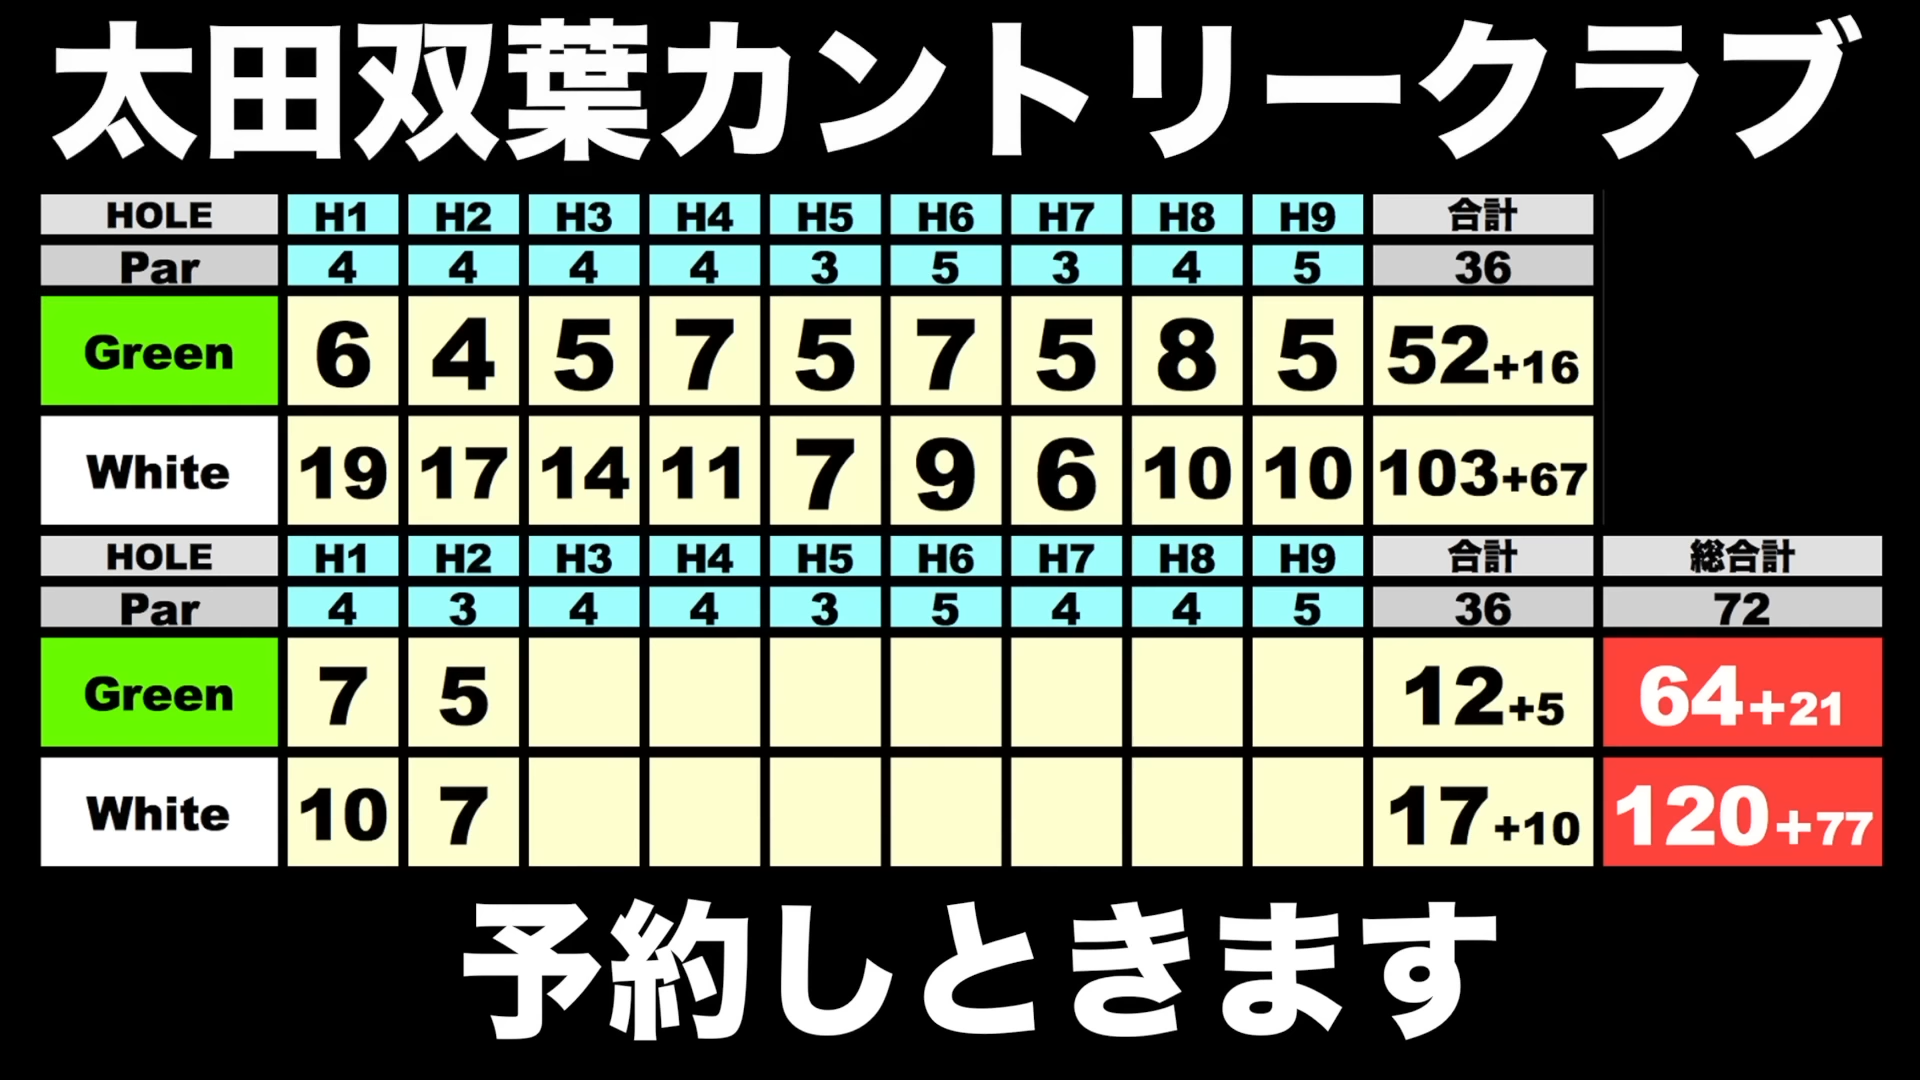 太田双葉カントリークラブ
HOLE H1 H2 H3 H4 H5 H6 H7 H8 H9 合計
Par 4 4 4 4 3 5 3 4 5 36
Green 6 4 5 7 5 7 5 8 5 52+16
White 19 17 14 11 7 9 6 10 10 103+67
HOLE H1 H2 H3 H4 H5 H6 H7 H8 H9 合計 総合計
Par 4 3 4 4 3 5 4 4 5 36 72
Green 7 5 12+5 64+21
White 10 7 17+10 120+77
予約しときます